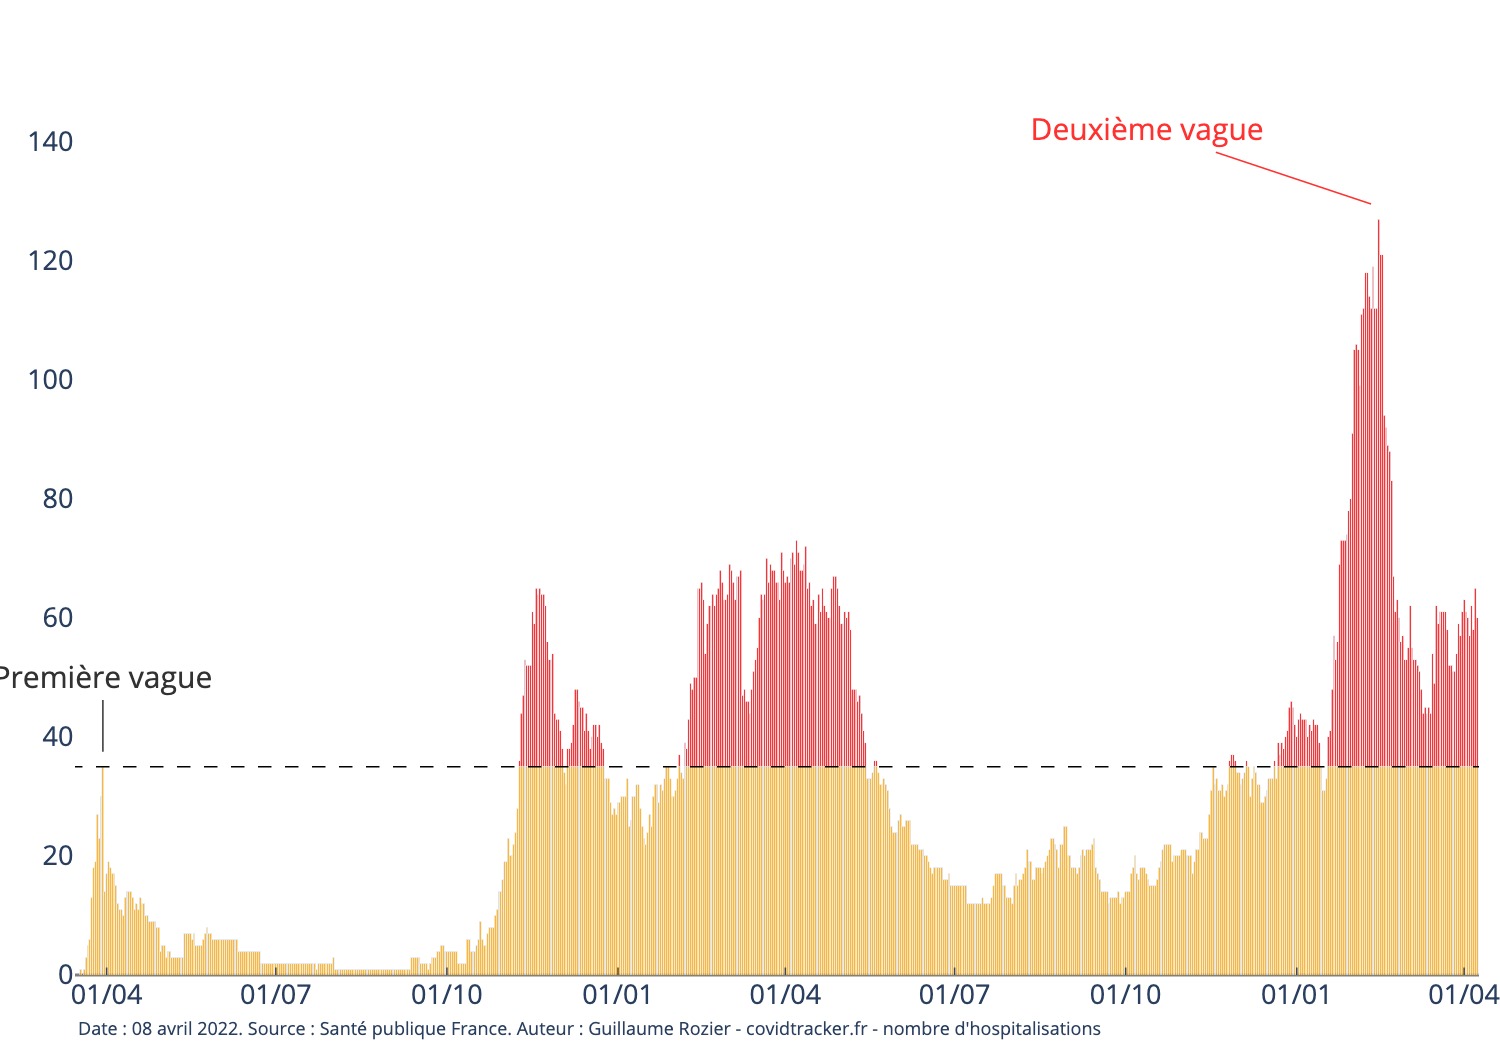 Deuxième vague
140
120
100
80
60
Première vague
40
20
0
01/04 01/07 01/10 01/01 01/04 01/07 01/10 01/01 01/04
Date : 08 avril 2022. Source : Santé publique France. Auteur : Guillaume Rozier - covidtracker.fr - nombre d'hospitalisations